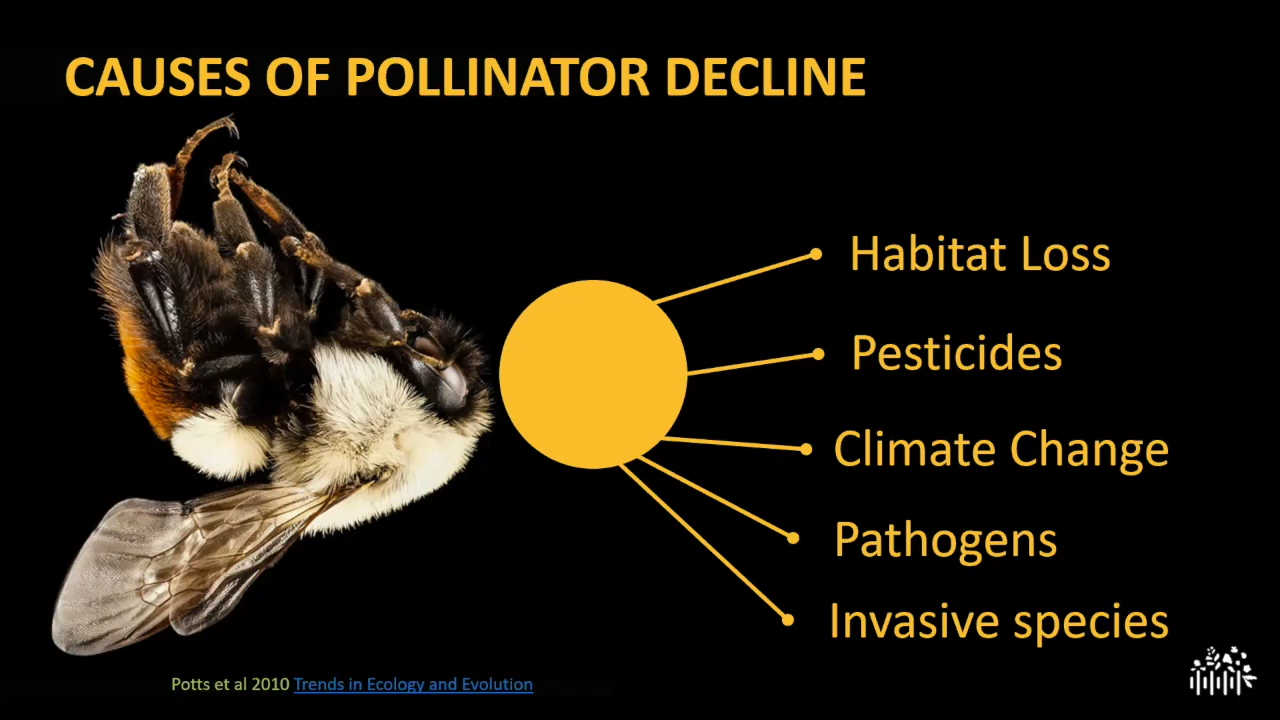 CAUSES OF POLLINATOR DECLINE
Habitat Loss
Pesticides
Climate Change
Pathogens
Invasive species
Potts et al 2010 Trends in Ecology and Evolution